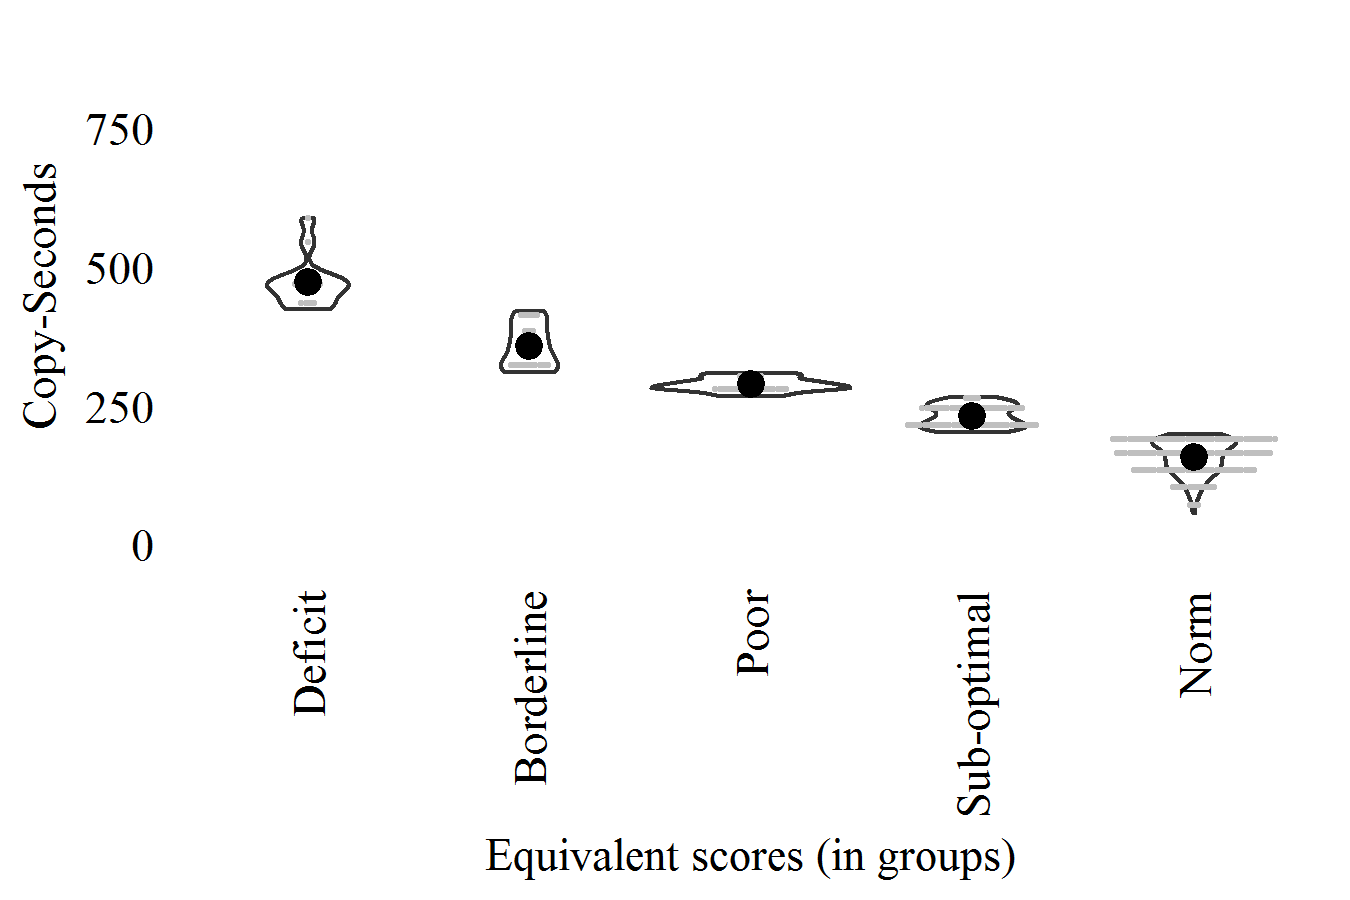 750
500
250
0
Copy-Seconds
Deficit
Borderline
Poor
Sub-optimal
Norm
Equivalent scores (in groups)